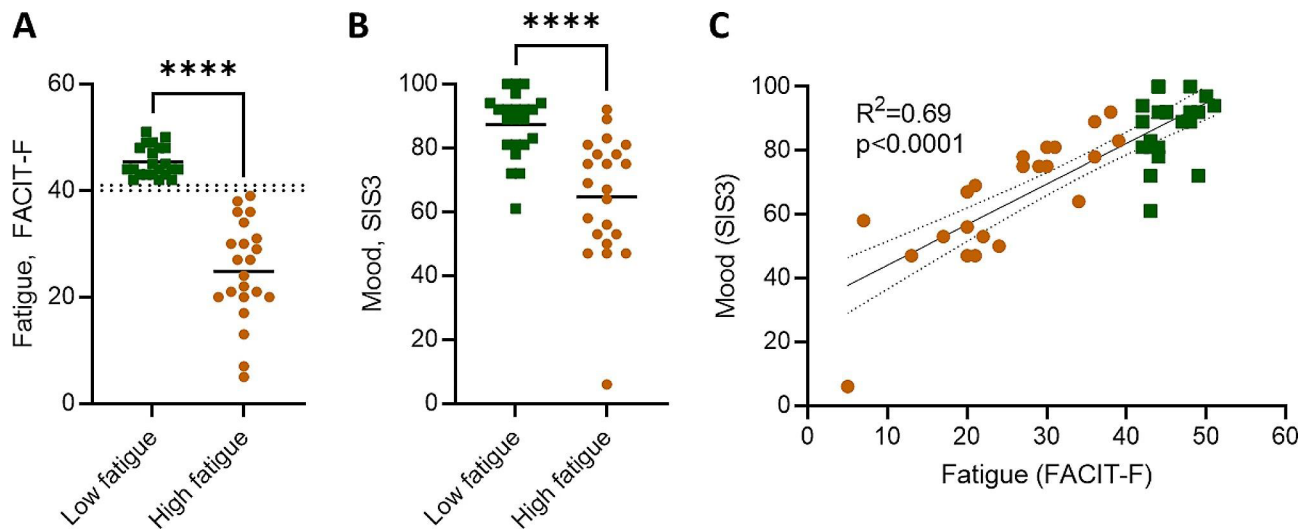 A
B
C
****
****
Fatigue, FACIT-F
60
40
20
0
Low fatigue
High fatigue
Mood, SIS3
100
80
60
40
20
0
Low fatigue
High fatigue
R²=0.69
p<0.0001
Mood (SIS3)
100
80
60
40
20
0
0 10 20 30 40 50 60
Fatigue (FACIT-F)